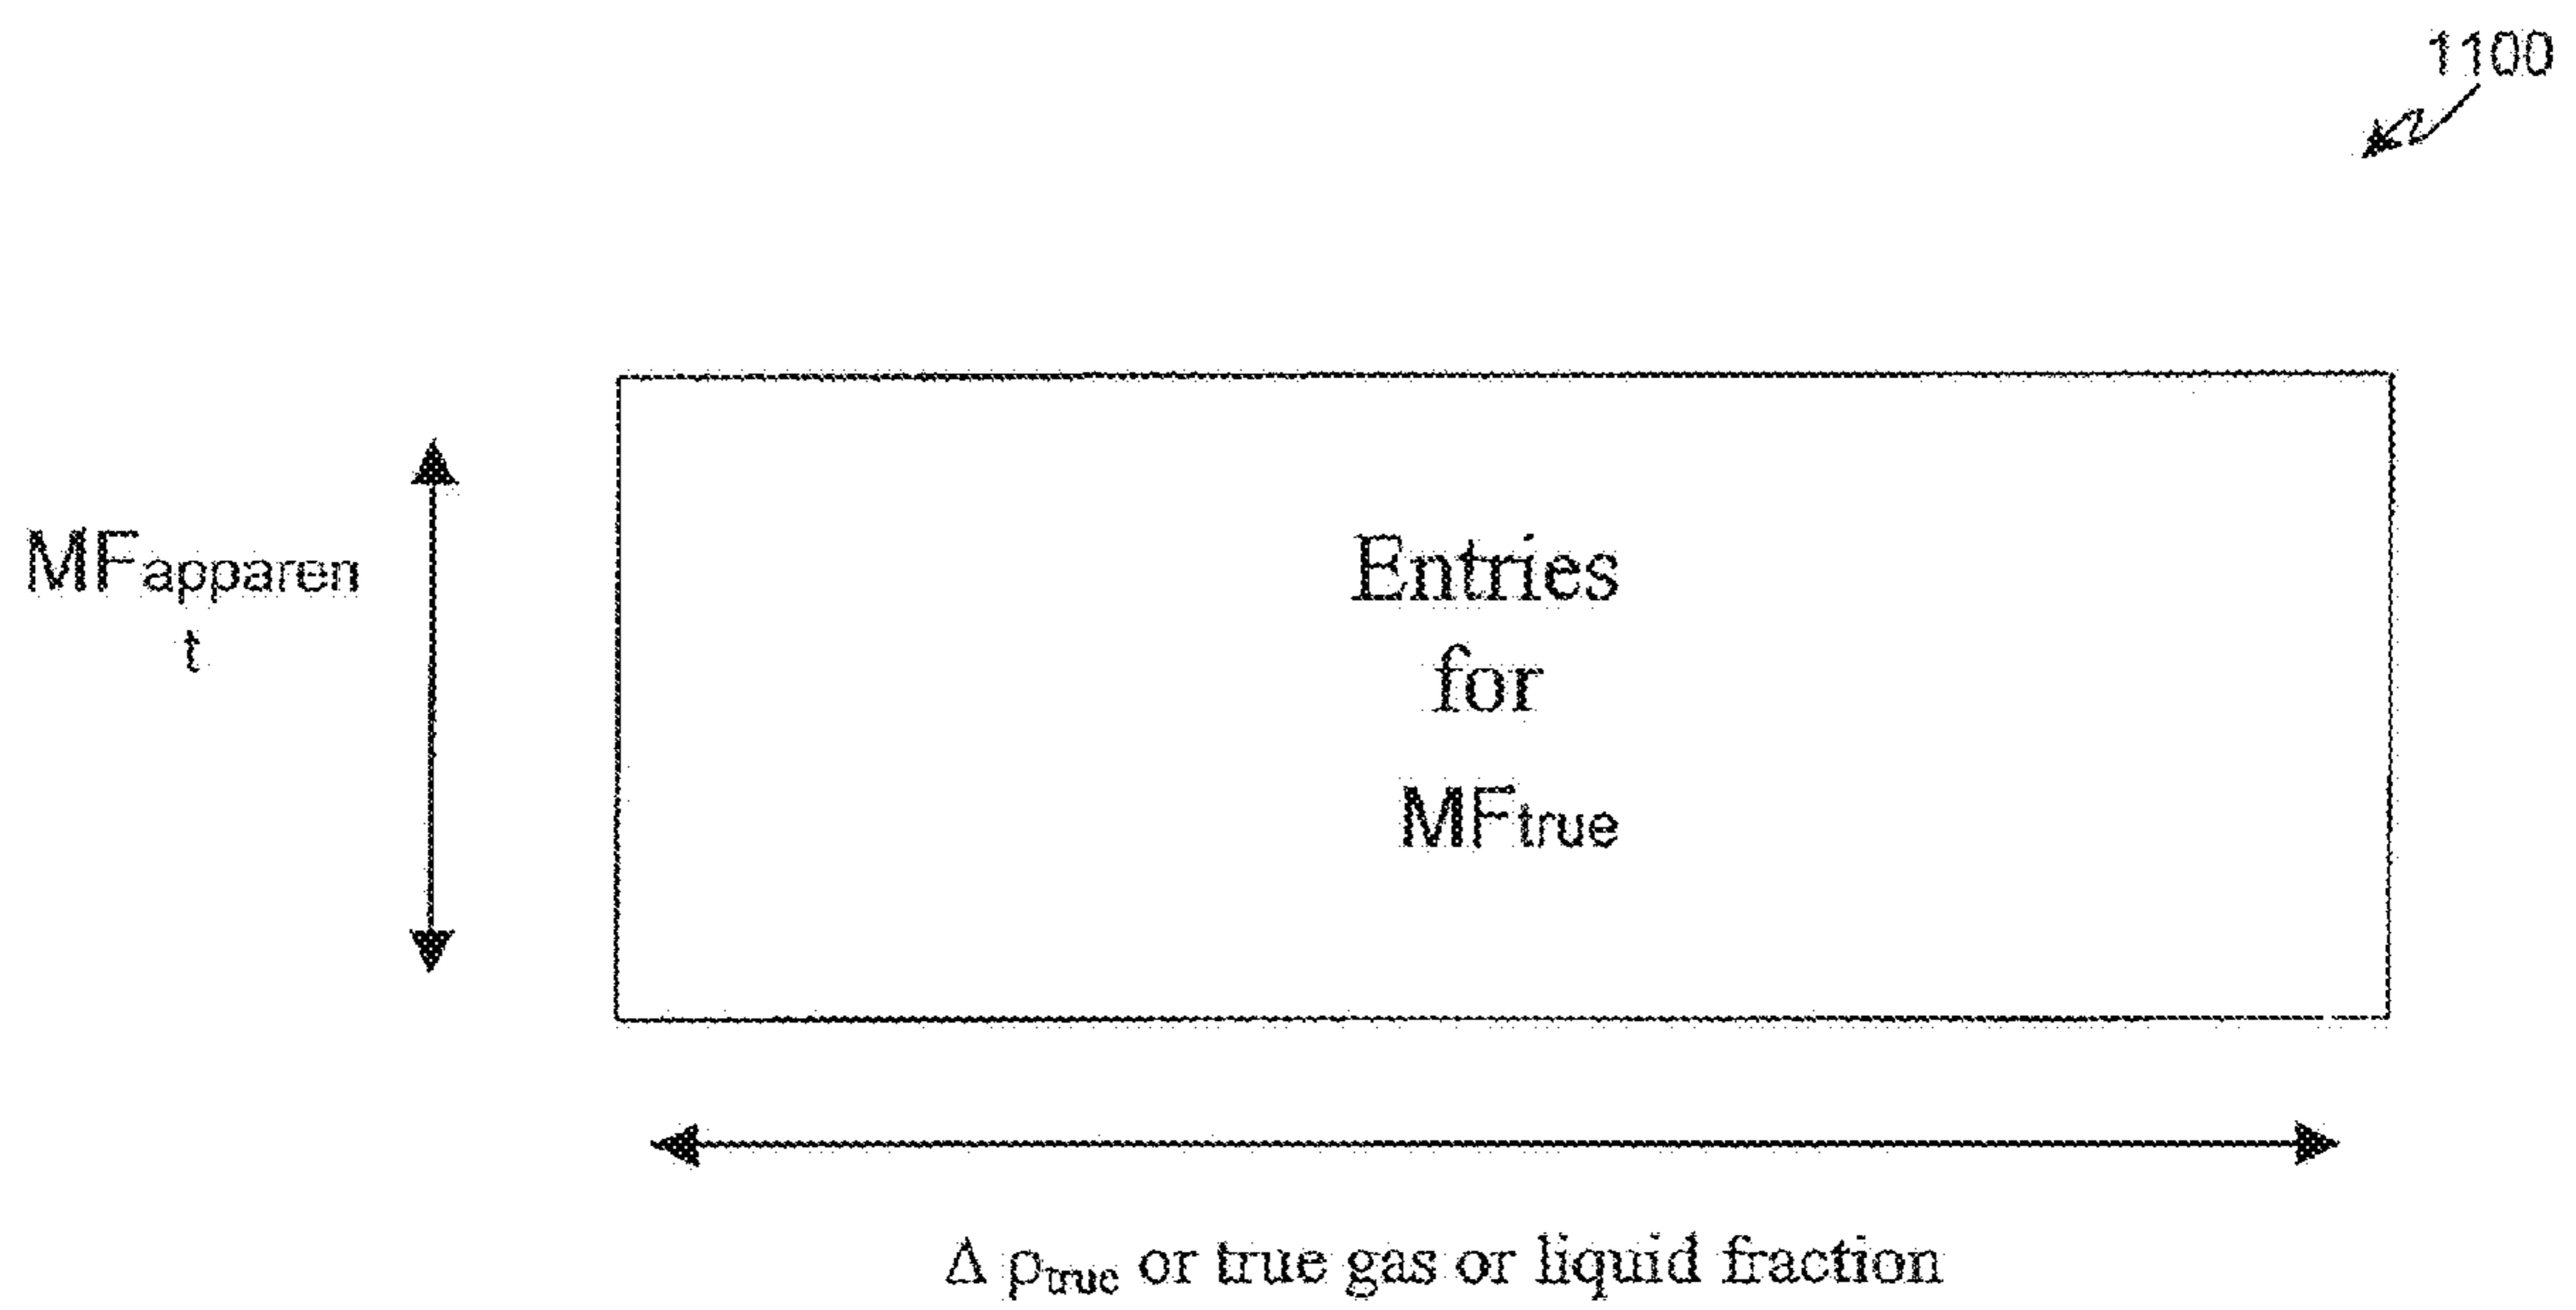 1100
MFapparen
t
Entries
for
MFtrue
Δ ρtrue or true gas or liquid fraction